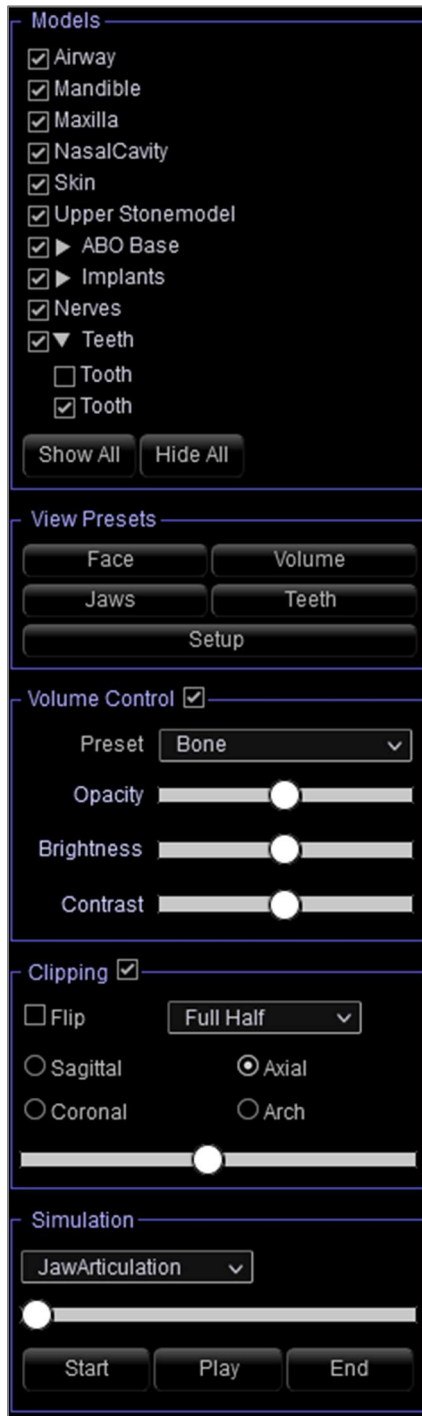 Models
Airway
Mandible
Maxilla
NasalCavity
Skin
Upper Stonemodel
ABO Base
Implants
Nerves
Teeth
Tooth
Tooth
Show All Hide All
View Presets
Face Volume
Jaws Teeth
Setup
Volume Control
Preset Bone
Opacity
Brightness
Contrast
Clipping
Flip Full Half
Sagittal Axial
Coronal Arch
Simulation
JawArticulation
Start Play End